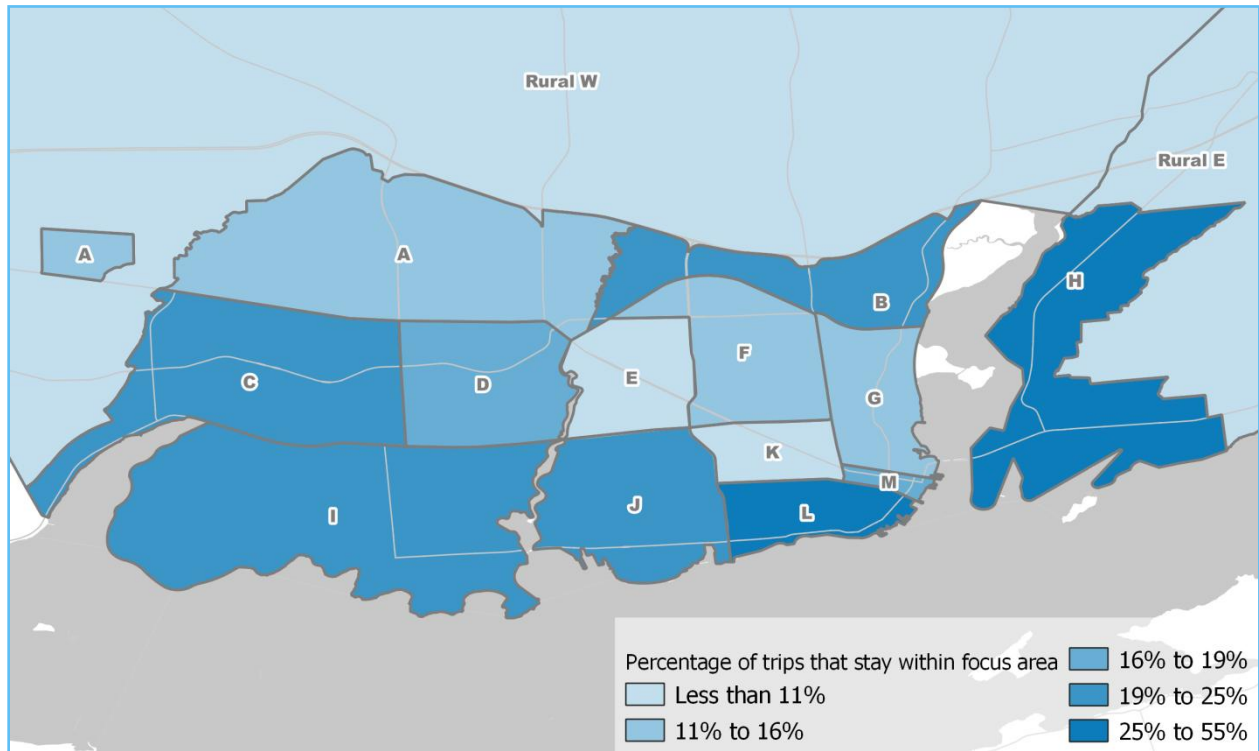 Rural W
Rural E
A
A
H
B
F
C
D
E
G
K
M
I
J
L
Percentage of trips that stay within focus area
Less than 11%
11% to 16%
16% to 19%
19% to 25%
25% to 55%